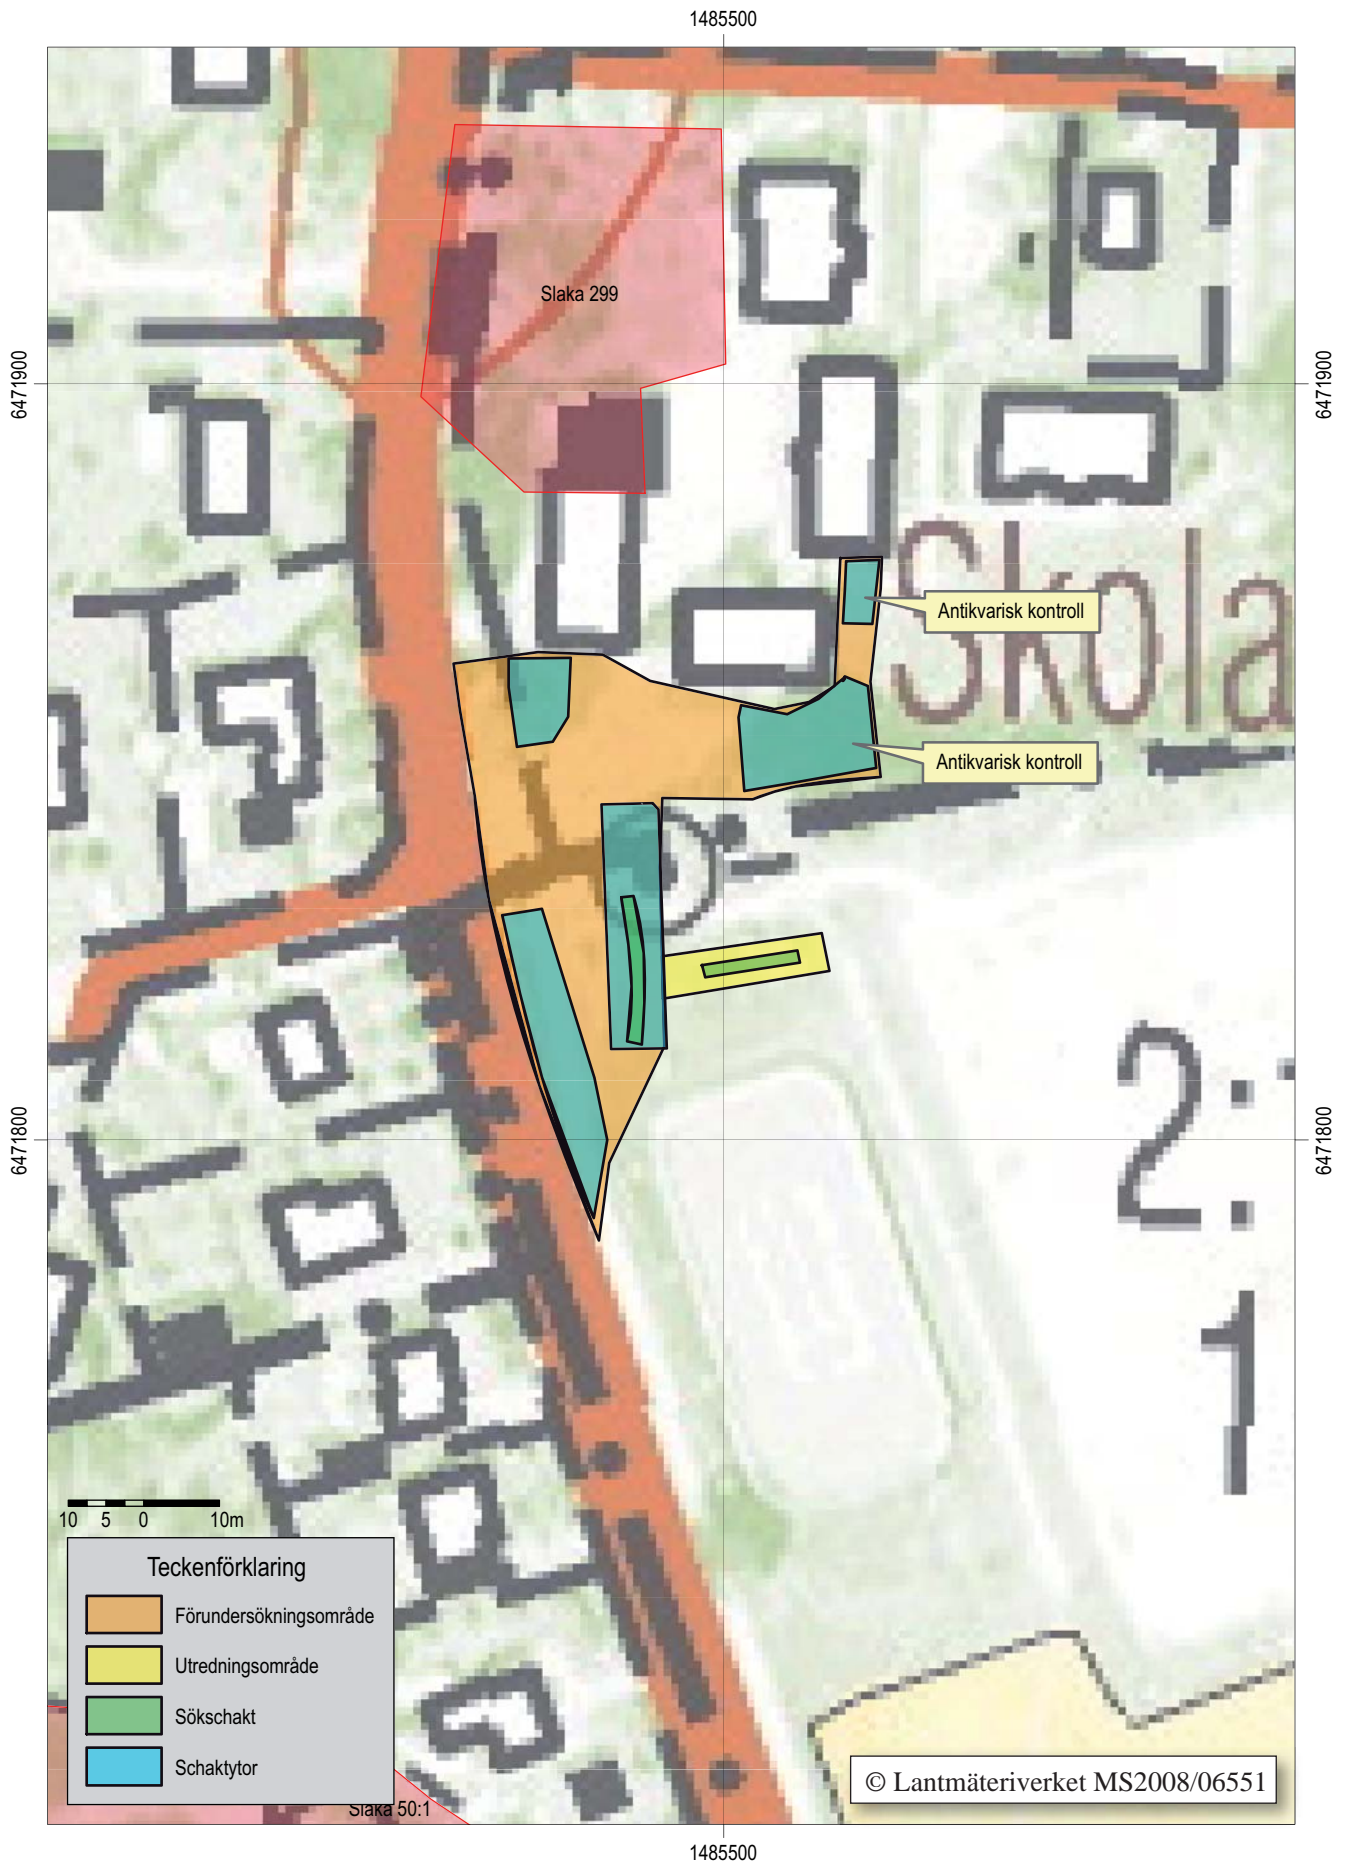 1485500
Slaka 299
6471900
6471900
Skola
Antikvarisk kontroll
Antikvarisk kontroll
2:
1
6471800
6471800
10 5 0 10m
Teckenförklaring
Förundersökningsområde
Utredningsområde
Sökschakt
Schaktytor
Slaka 50:1
© Lantmäteriverket MS2008/06551
1485500